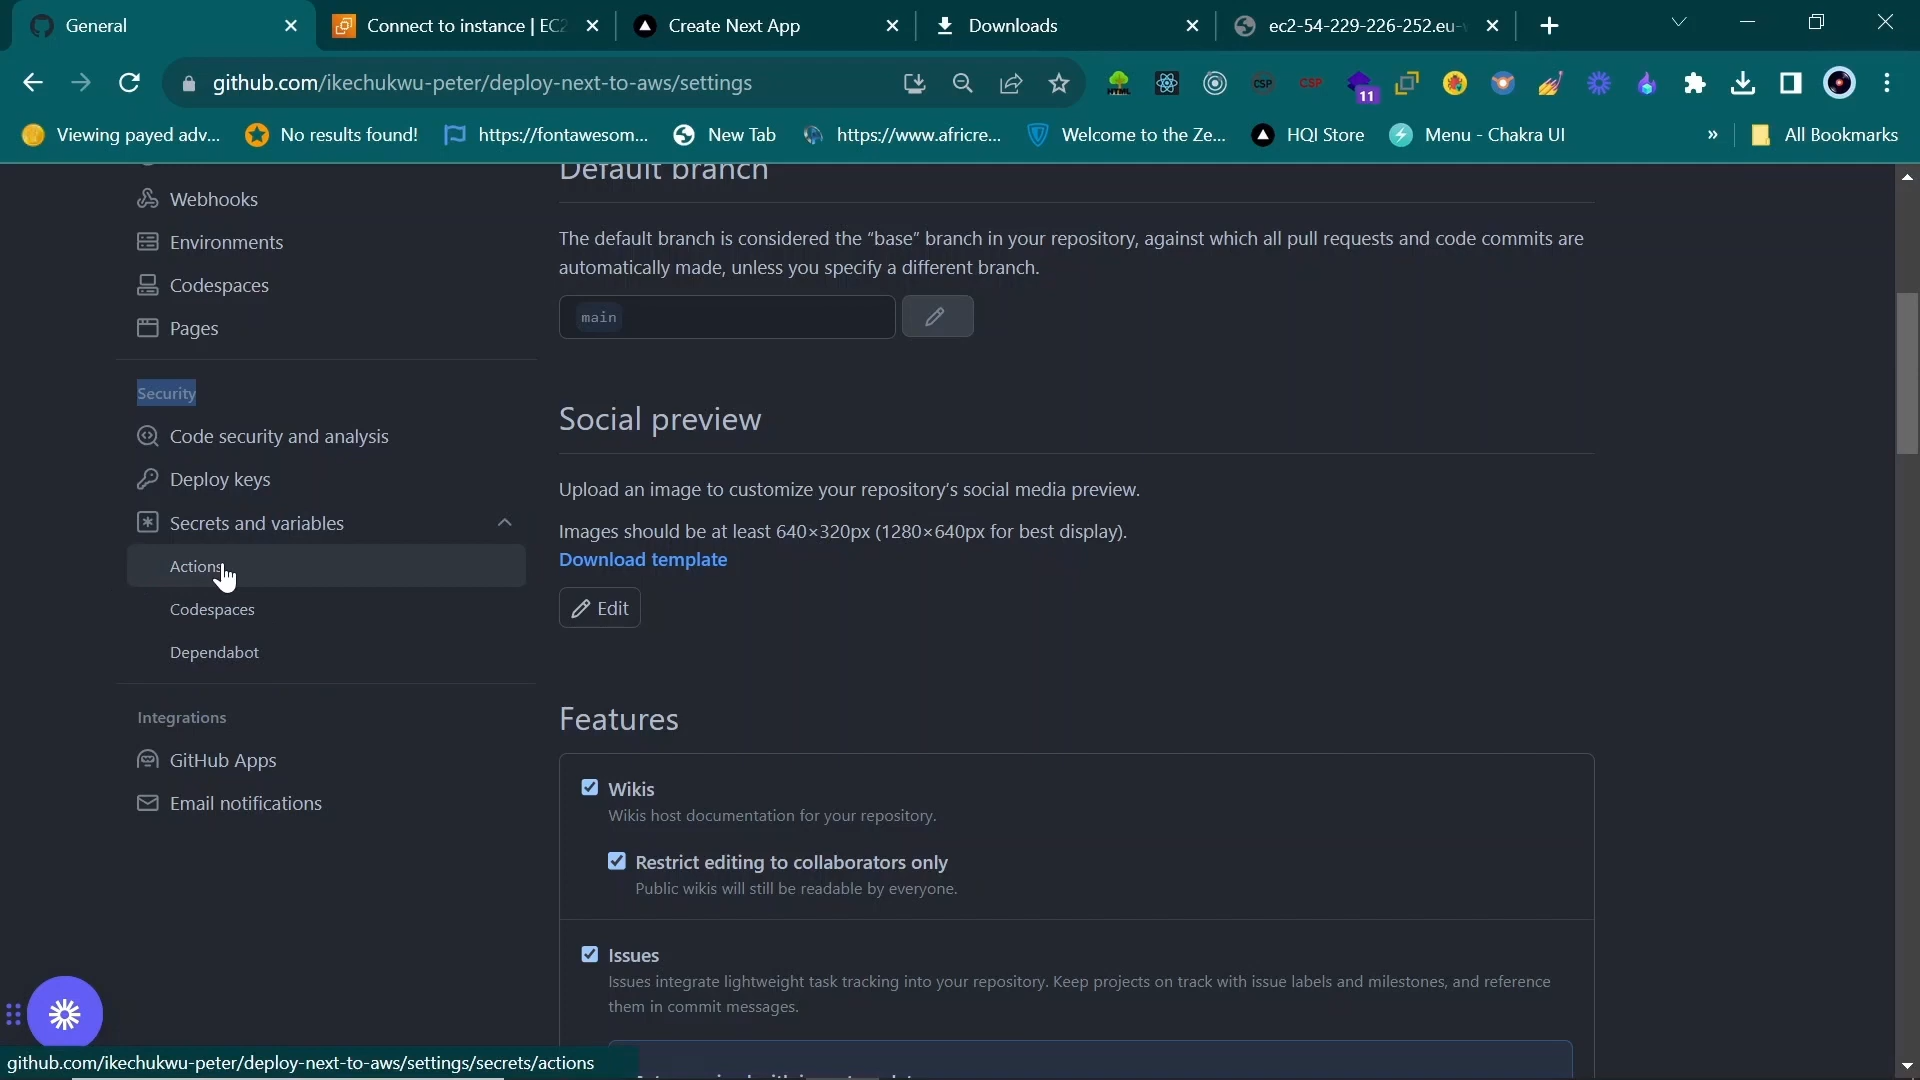 General
Connect to instance | EC2
Create Next App
Downloads
ec2-54-229-226-252.eu-
github.com/ikechukwu-peter/deploy-next-to-aws/settings
HTML
CSP
CSP
11
Viewing payed adv...
No results found!
https://fontawesom...
New Tab
https://www.africre...
Welcome to the Ze...
HQI Store
Menu - Chakra UI
»
All Bookmarks
Webhooks
Environments
Codespaces
Pages
Security
Code security and analysis
Deploy keys
Secrets and variables
Actions
Codespaces
Dependabot
Integrations
GitHub Apps
Email notifications
Default branch
The default branch is considered the “base” branch in your repository, against which all pull requests and code commits are
automatically made, unless you specify a different branch.
main
Social preview
Upload an image to customize your repository’s social media preview.
Images should be at least 640×320px (1280×640px for best display).
Download template
Edit
Features
Wikis
Wikis host documentation for your repository.
Restrict editing to collaborators only
Public wikis will still be readable by everyone.
Issues
Issues integrate lightweight task tracking into your repository. Keep projects on track with issue labels and milestones, and reference
them in commit messages.
github.com/ikechukwu-peter/deploy-next-to-aws/settings/secrets/actions